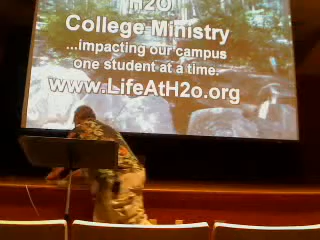 H2O
College Ministry
...impacting our campus
one student at a time.
www.LifeAtH2o.org